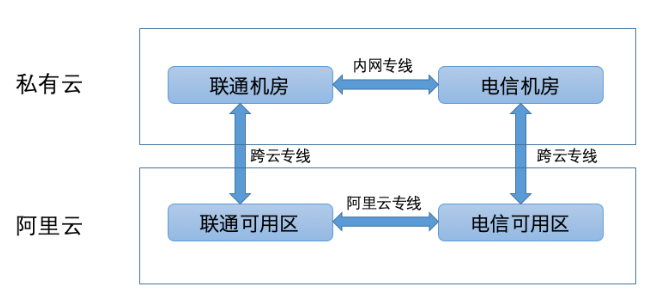 内网专线
私有云
联通机房
电信机房
跨云专线
跨云专线
阿里云专线
阿里云
联通可用区
电信可用区